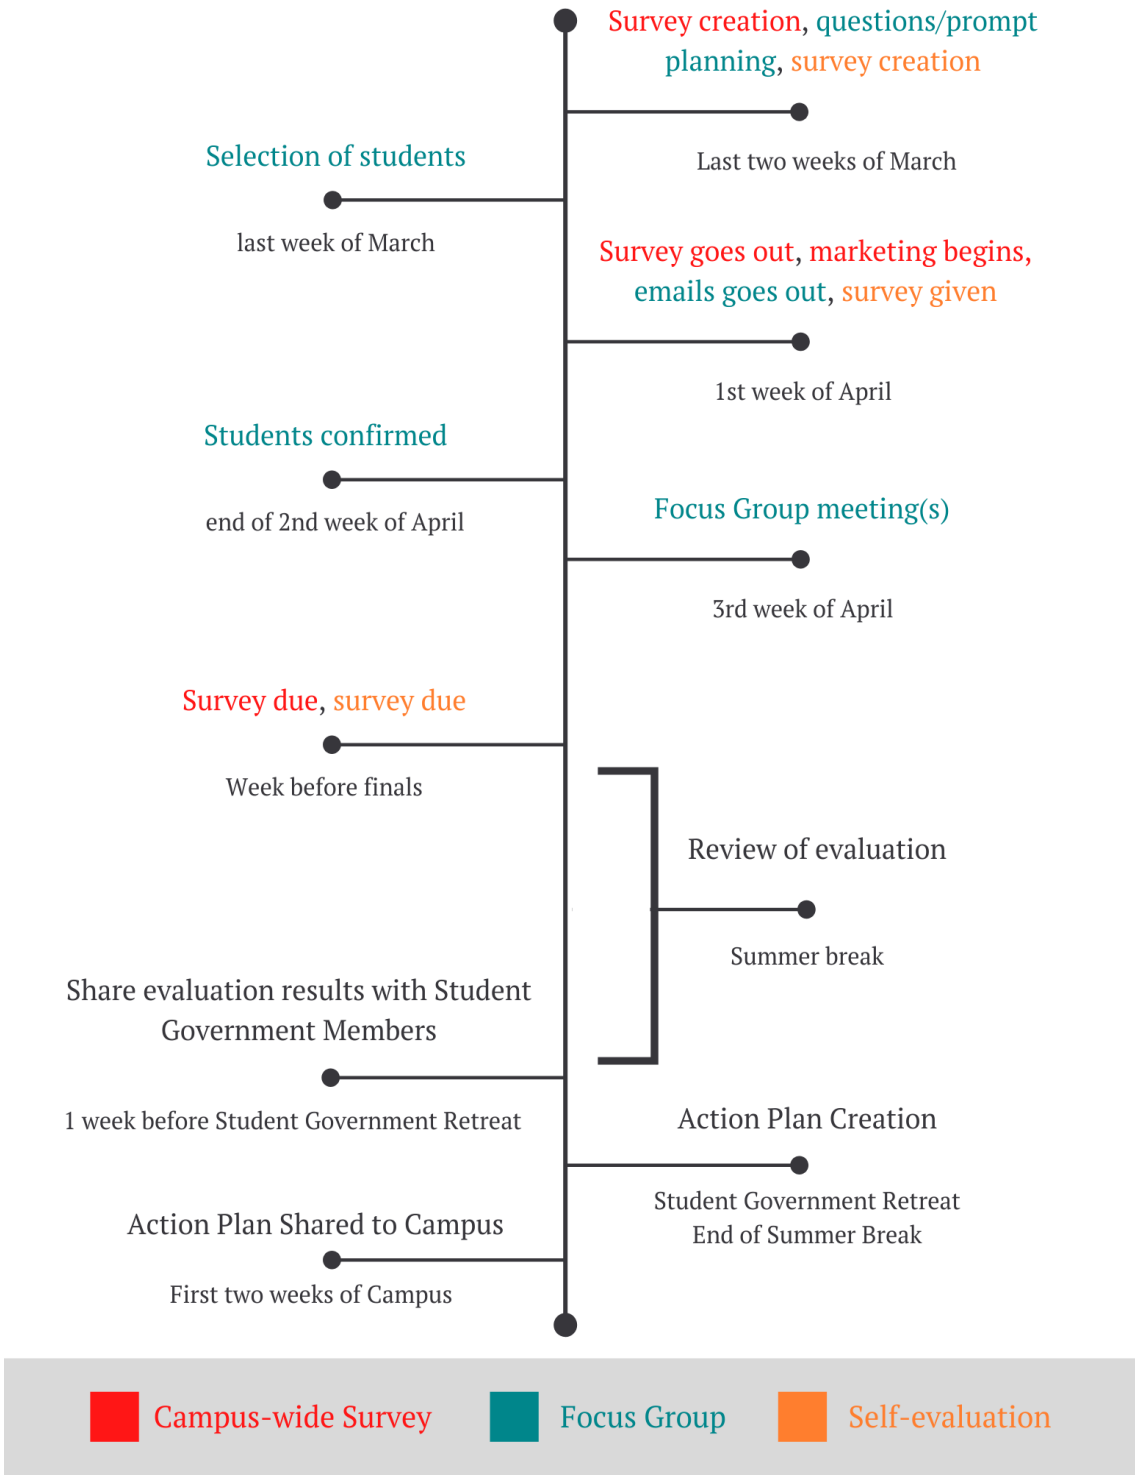 Survey creation, questions/prompt
planning, survey creation
Last two weeks of March
Selection of students
last week of March
Survey goes out, marketing begins,
emails goes out, survey given
1st week of April
Students confirmed
end of 2nd week of April
Focus Group meeting(s)
3rd week of April
Survey due, survey due
Week before finals
Review of evaluation
Summer break
Share evaluation results with Student
Government Members
1 week before Student Government Retreat
Action Plan Creation
Student Government Retreat
End of Summer Break
Action Plan Shared to Campus
First two weeks of Campus
Campus-wide Survey
Focus Group
Self-evaluation